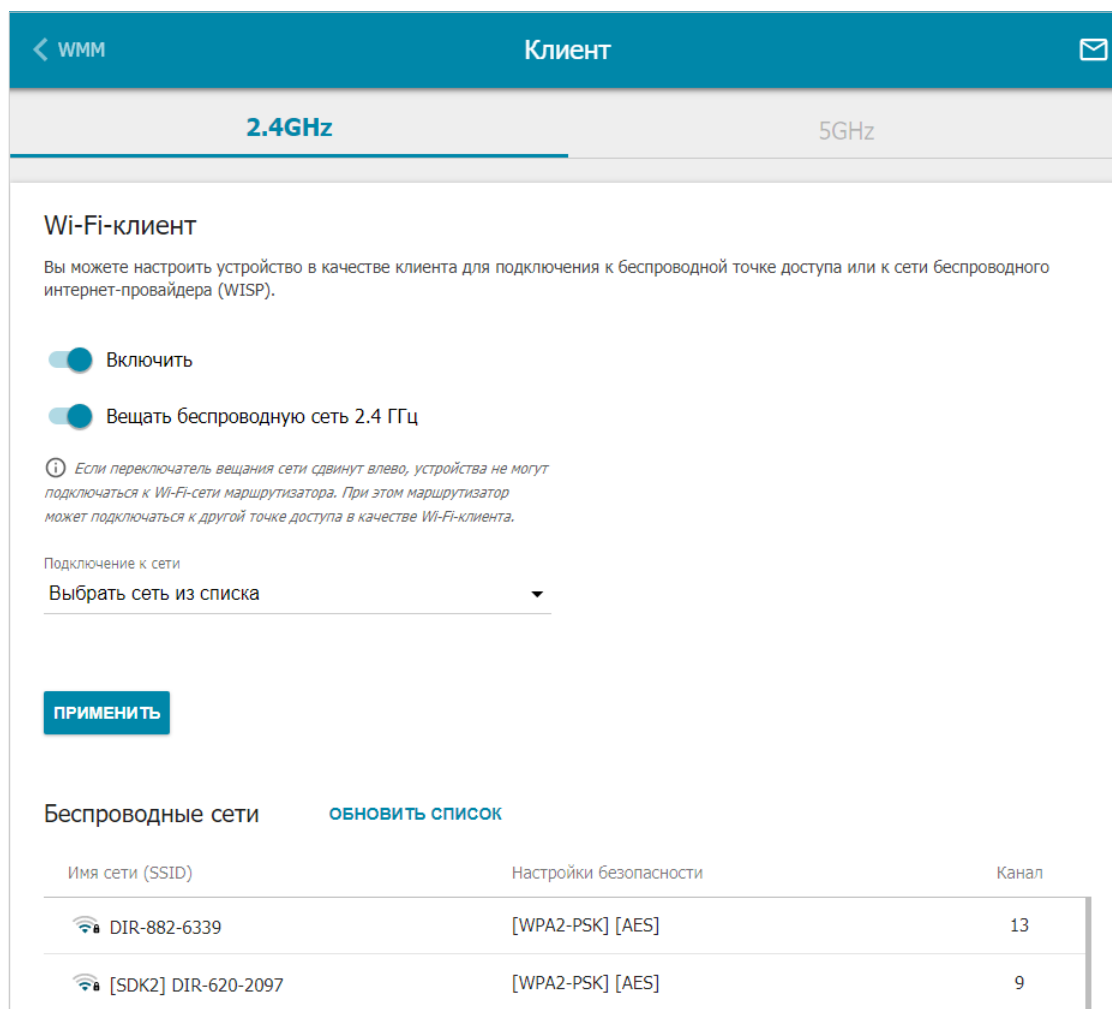 WMM
Клиент
2.4GHz
5GHz
Wi-Fi-клиент
Вы можете настроить устройство в качестве клиента для подключения к беспроводной точке доступа или к сети беспроводного
интернет-провайдера (WISP).
Включить
Вещать беспроводную сеть 2.4 ГГц
Если переключатель вещания сети сдвинут влево, устройства не могут
подключаться к Wi-Fi-сети маршрутизатора. При этом маршрутизатор
может подключаться к другой точке доступа в качестве Wi-Fi-клиента.
Подключение к сети
Выбрать сеть из списка
ПРИМЕНИТЬ
Беспроводные сети ОБНОВИТЬ СПИСОК
Имя сети (SSID) Настройки безопасности Канал
DIR-882-6339 [WPA2-PSK] [AES] 13
[SDK2] DIR-620-2097 [WPA2-PSK] [AES] 9